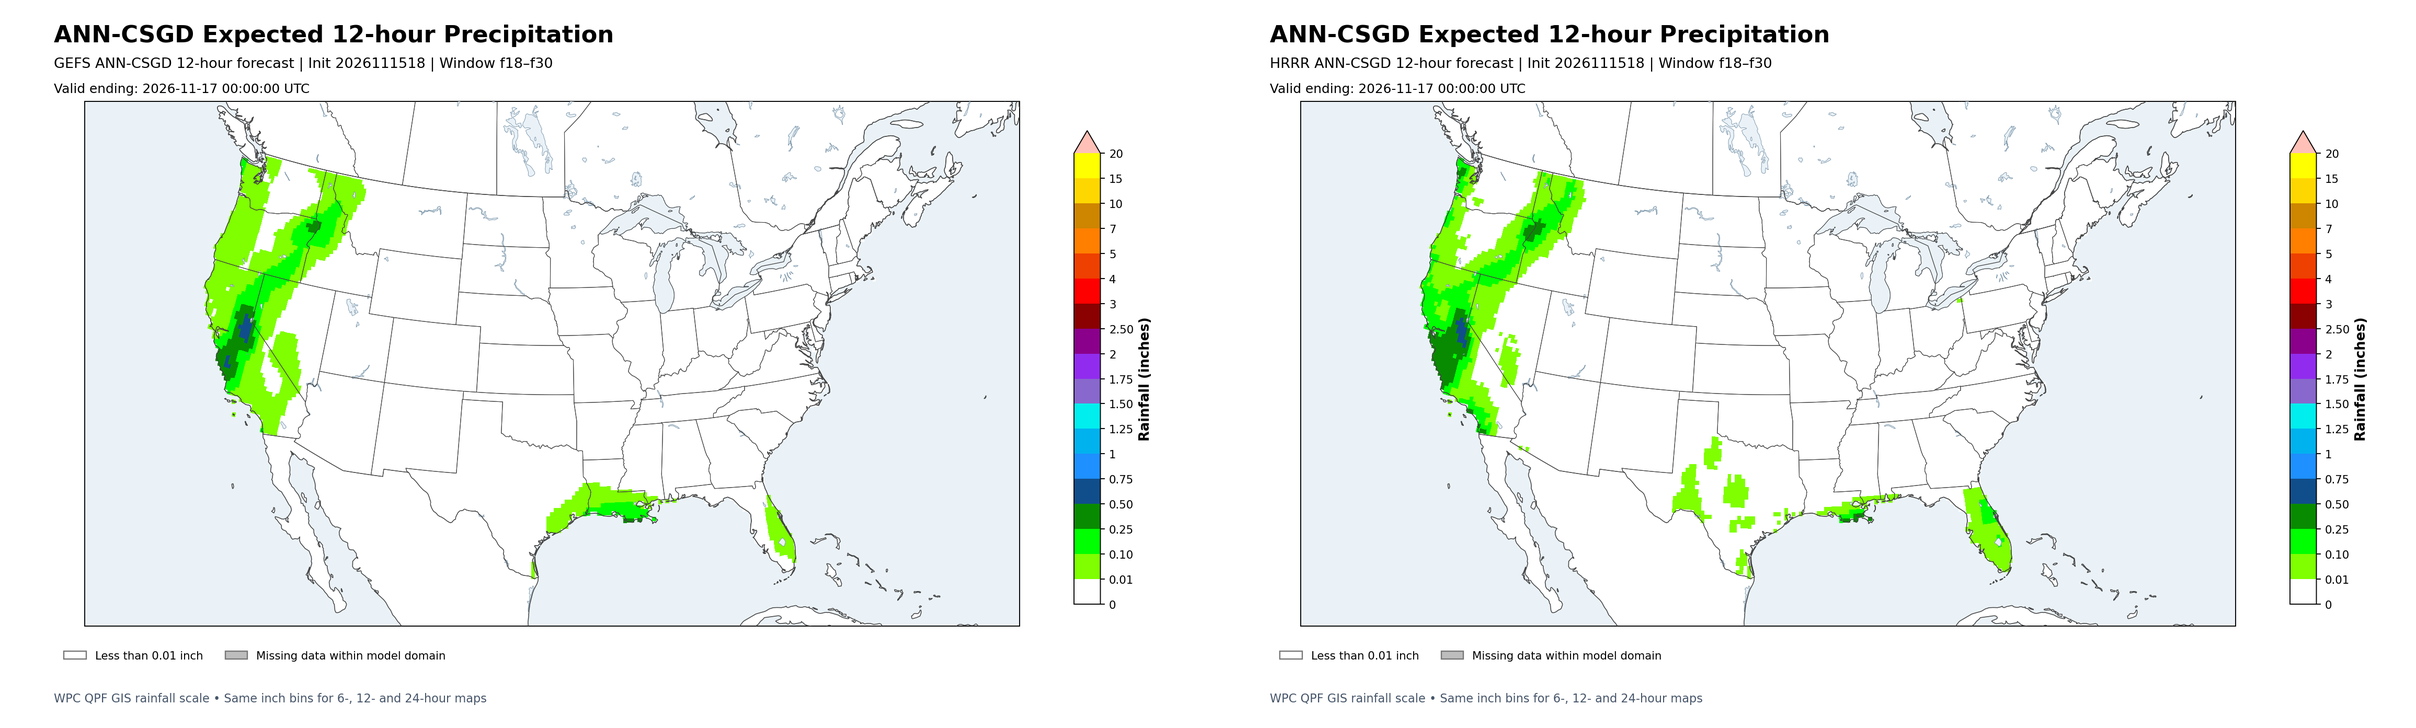 ANN-CSGD Expected 12-hour Precipitation
GEFS ANN-CSGD 12-hour forecast | Init 2026111518 | Window f18–f30
Valid ending: 2026-11-17 00:00:00 UTC
20
15
10
7
5
4
3
2.50
2
1.75
1.50
1.25
1
0.75
0.50
0.25
0.10
0.01
0
Rainfall (inches)
Less than 0.01 inch
Missing data within model domain
WPC QPF GIS rainfall scale • Same inch bins for 6-, 12- and 24-hour maps
ANN-CSGD Expected 12-hour Precipitation
HRRR ANN-CSGD 12-hour forecast | Init 2026111518 | Window f18–f30
Valid ending: 2026-11-17 00:00:00 UTC
20
15
10
7
5
4
3
2.50
2
1.75
1.50
1.25
1
0.75
0.50
0.25
0.10
0.01
0
Rainfall (inches)
Less than 0.01 inch
Missing data within model domain
WPC QPF GIS rainfall scale • Same inch bins for 6-, 12- and 24-hour maps